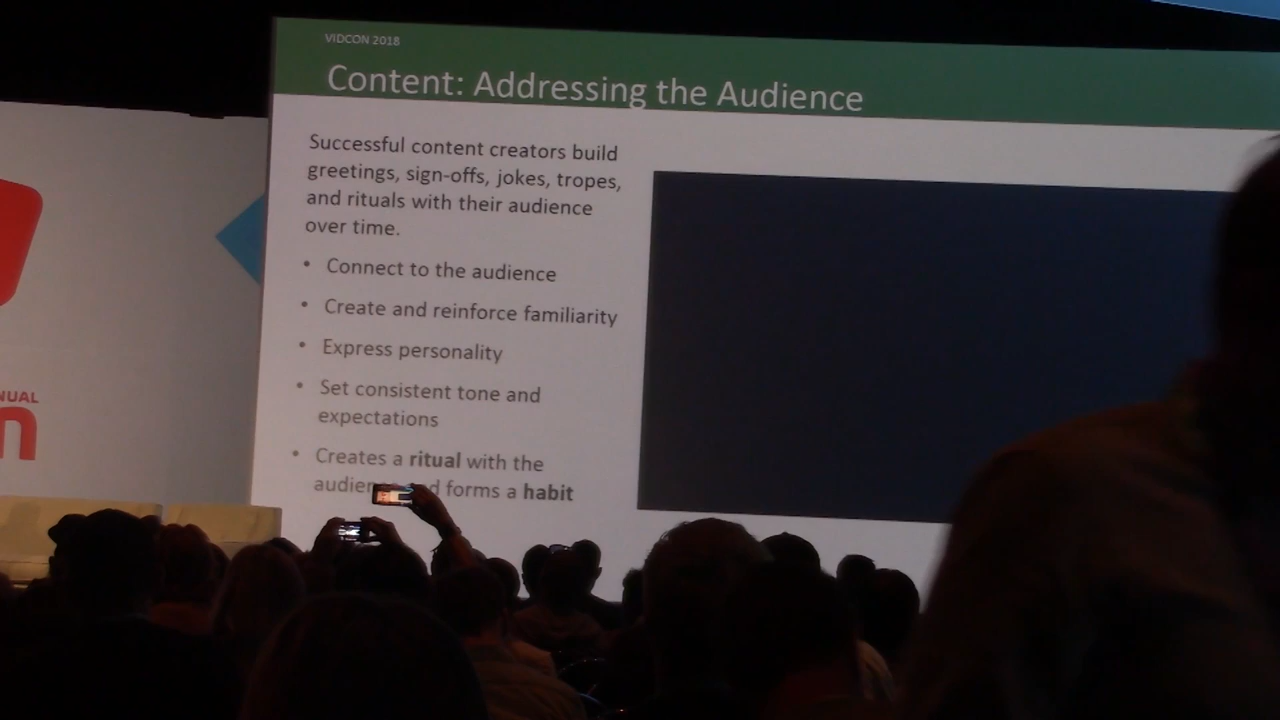 VIDCON 2018
Content: Addressing the Audience
Successful content creators build
greetings, sign-offs, jokes, tropes,
and rituals with their audience
over time.
• Connect to the audience
• Create and reinforce familiarity
• Express personality
• Set consistent tone and
expectations
• Creates a ritual with the
forms a habit
NUAL
n